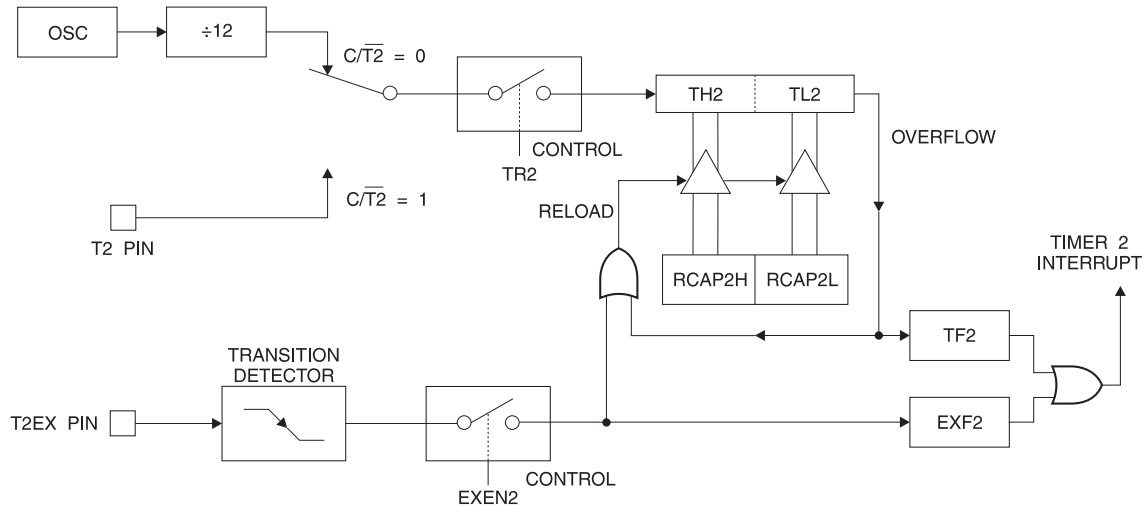 OSC
÷12
C/T2̅ = 0
TH2
TL2
CONTROL
TR2
OVERFLOW
C/T2̅ = 1
RELOAD
T2 PIN
TIMER 2
INTERRUPT
RCAP2H
RCAP2L
TRANSITION
DETECTOR
TF2
T2EX PIN
EXF2
CONTROL
EXEN2